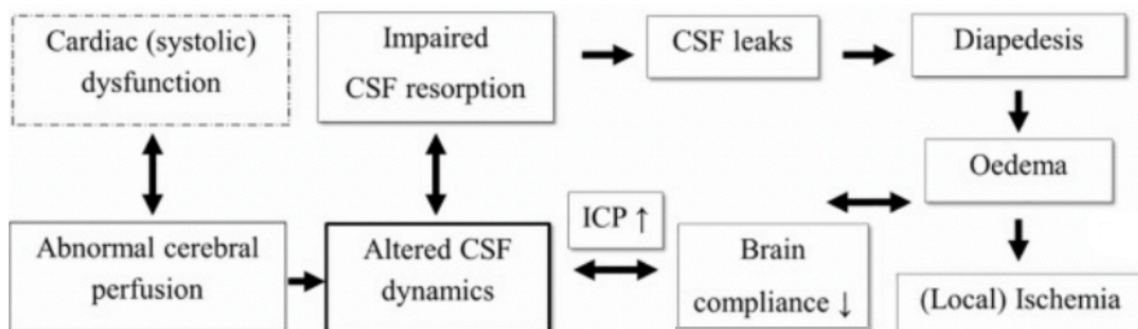 Cardiac (systolic)
dysfunction
Impaired
CSF resorption
CSF leaks
Diapedesis
Oedema
ICP ↑
Abnormal cerebral
perfusion
Altered CSF
dynamics
Brain
compliance ↓
(Local) Ischemia